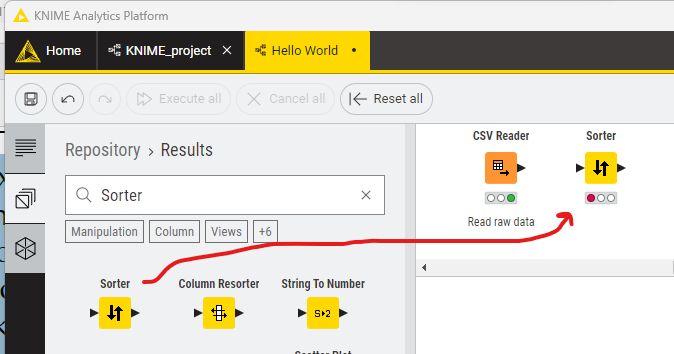 KNIME Analytics Platform
Home KNIME_project Hello World
Execute all Cancel all Reset all
Repository › Results
Sorter
Manipulation Column Views +6
Sorter Column Resorter String To Number
S▸2
CSV Reader Sorter
Read raw data